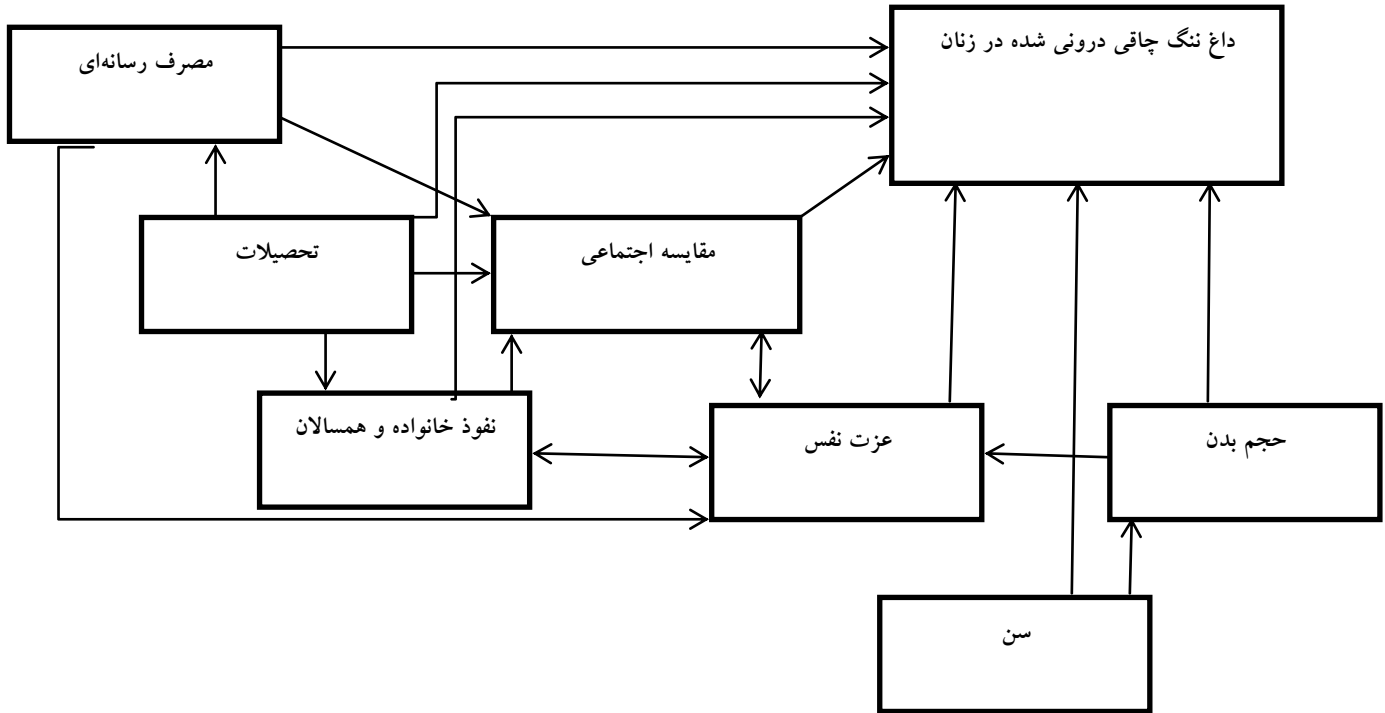 داغ ننگ چاقی درونی شده در زنان
مصرف رسانه‌ای
مقایسه اجتماعی
تحصیلات
نفوذ خانواده و همسالان
حجم بدن
عزت نفس
سن